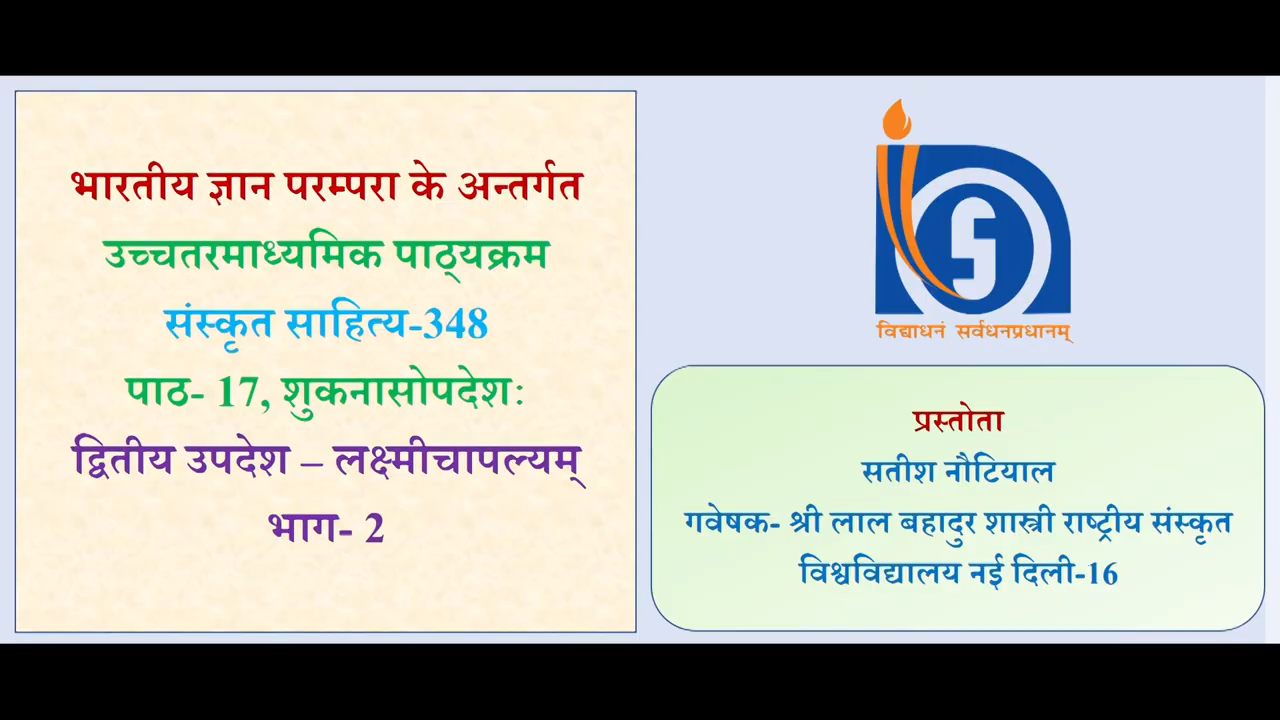 भारतीय ज्ञान परम्परा के अन्तर्गत
उच्चतरमाध्यमिक पाठ्यक्रम
संस्कृत साहित्य-348
पाठ- 17, शुकनासोपदेशः
द्वितीय उपदेश – लक्ष्मीचापल्यम्
भाग- 2
विद्याधनं सर्वधनप्रधानम्
प्रस्तोता
सतीश नौटियाल
गवेषक- श्री लाल बहादुर शास्त्री राष्ट्रीय संस्कृत
विश्वविद्यालय नई दिली-16